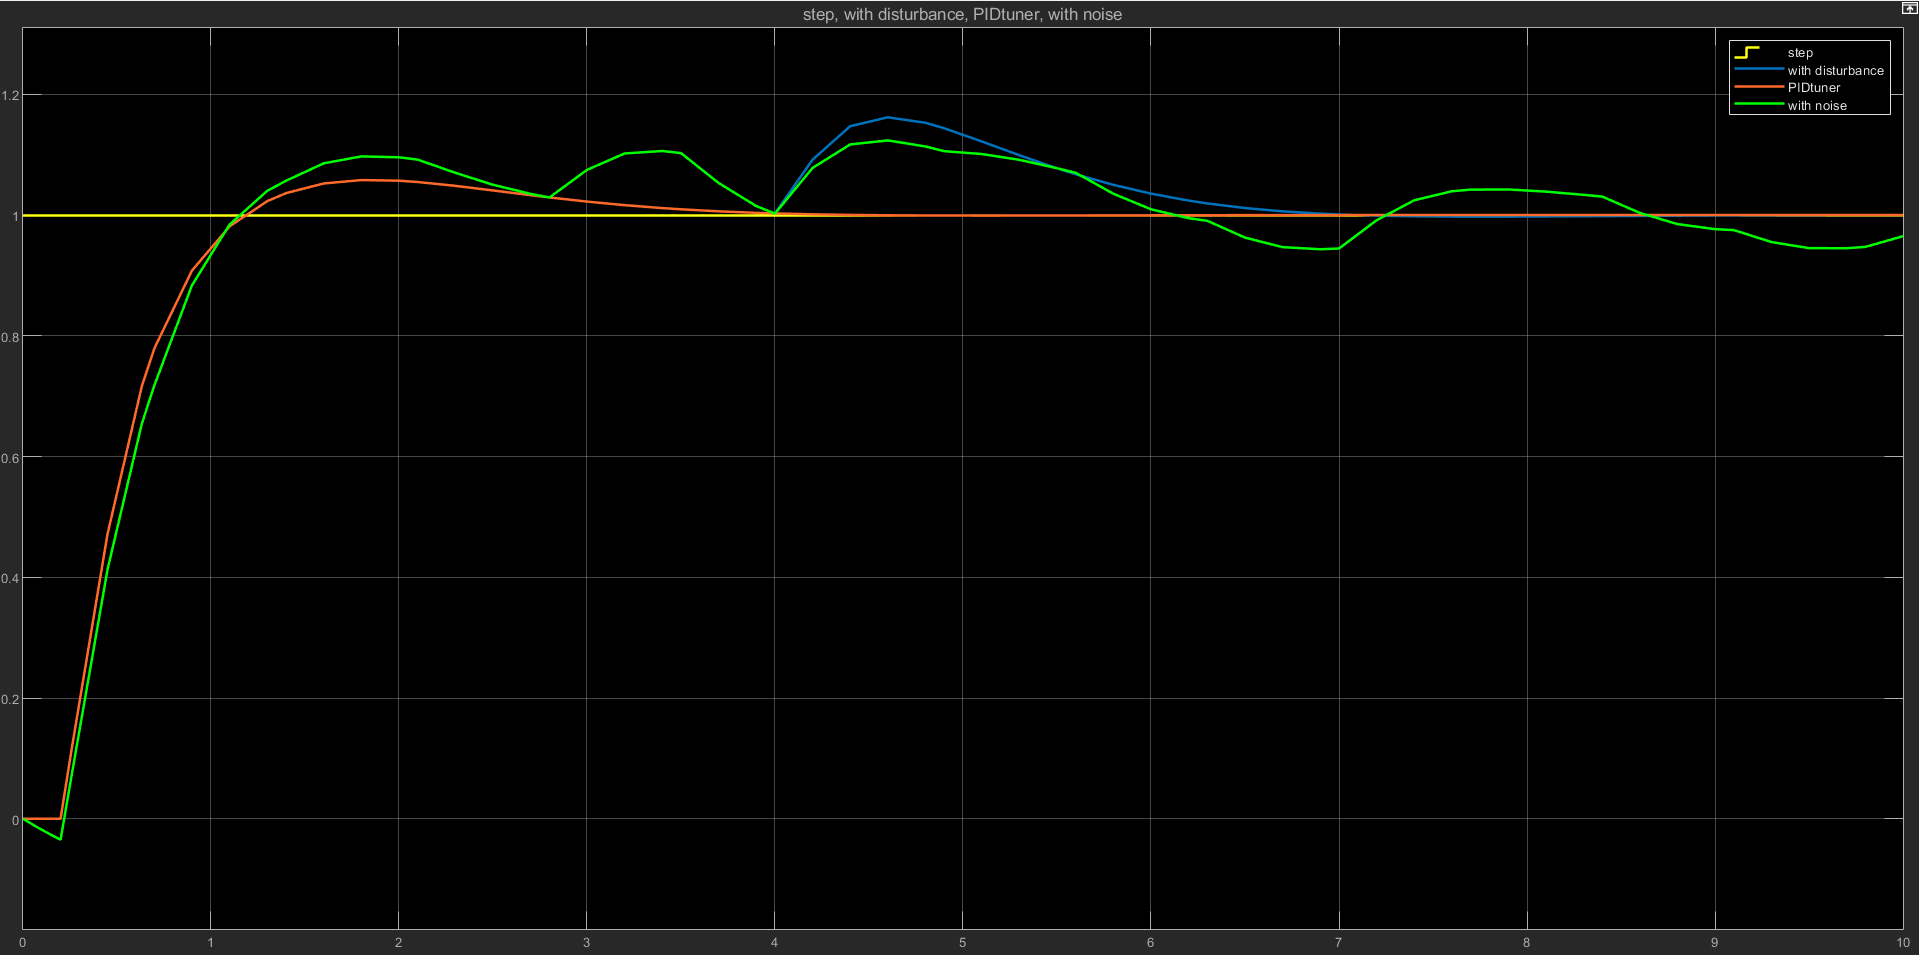 step, with disturbance, PIDtuner, with noise
step
with disturbance
PIDtuner
with noise
1.2
1
0.8
0.6
0.4
0.2
0
0 1 2 3 4 5 6 7 8 9 10